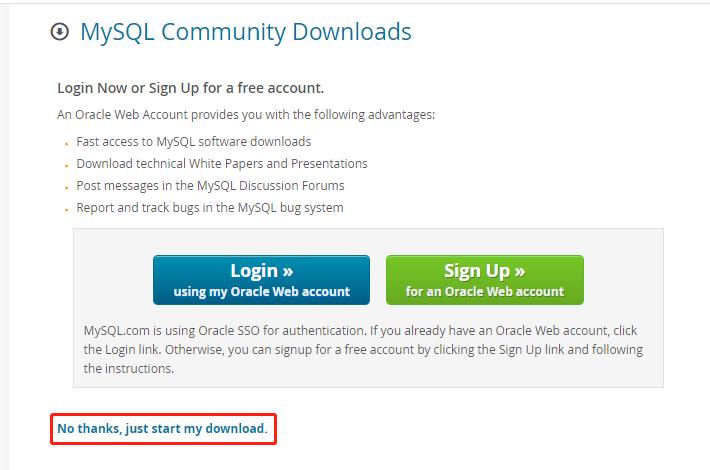 MySQL Community Downloads
Login Now or Sign Up for a free account.
An Oracle Web Account provides you with the following advantages:
Fast access to MySQL software downloads
Download technical White Papers and Presentations
Post messages in the MySQL Discussion Forums
Report and track bugs in the MySQL bug system
Login »
using my Oracle Web account
Sign Up »
for an Oracle Web account
MySQL.com is using Oracle SSO for authentication. If you already have an Oracle Web account, click
the Login link. Otherwise, you can signup for a free account by clicking the Sign Up link and following
the instructions.
No thanks, just start my download.